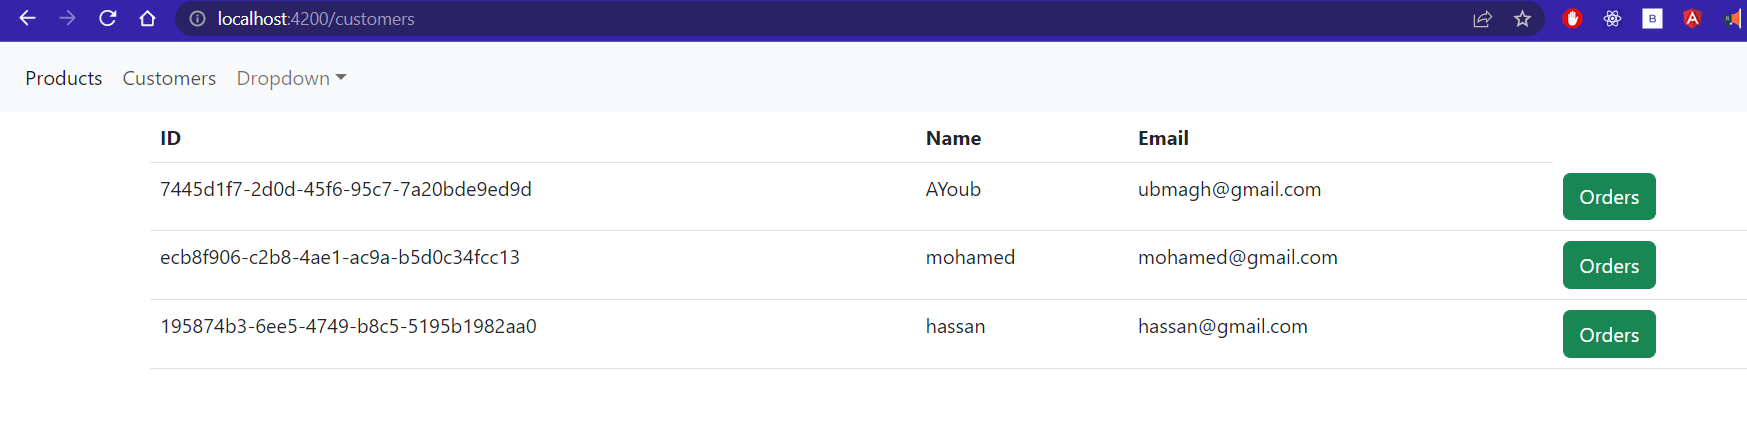 localhost:4200/customers
Products Customers Dropdown
ID Name Email
7445d1f7-2d0d-45f6-95c7-7a20bde9ed9d AYoub ubmagh@gmail.com Orders
ecb8f906-c2b8-4ae1-ac9a-b5d0c34fcc13 mohamed mohamed@gmail.com Orders
195874b3-6ee5-4749-b8c5-5195b1982aa0 hassan hassan@gmail.com Orders